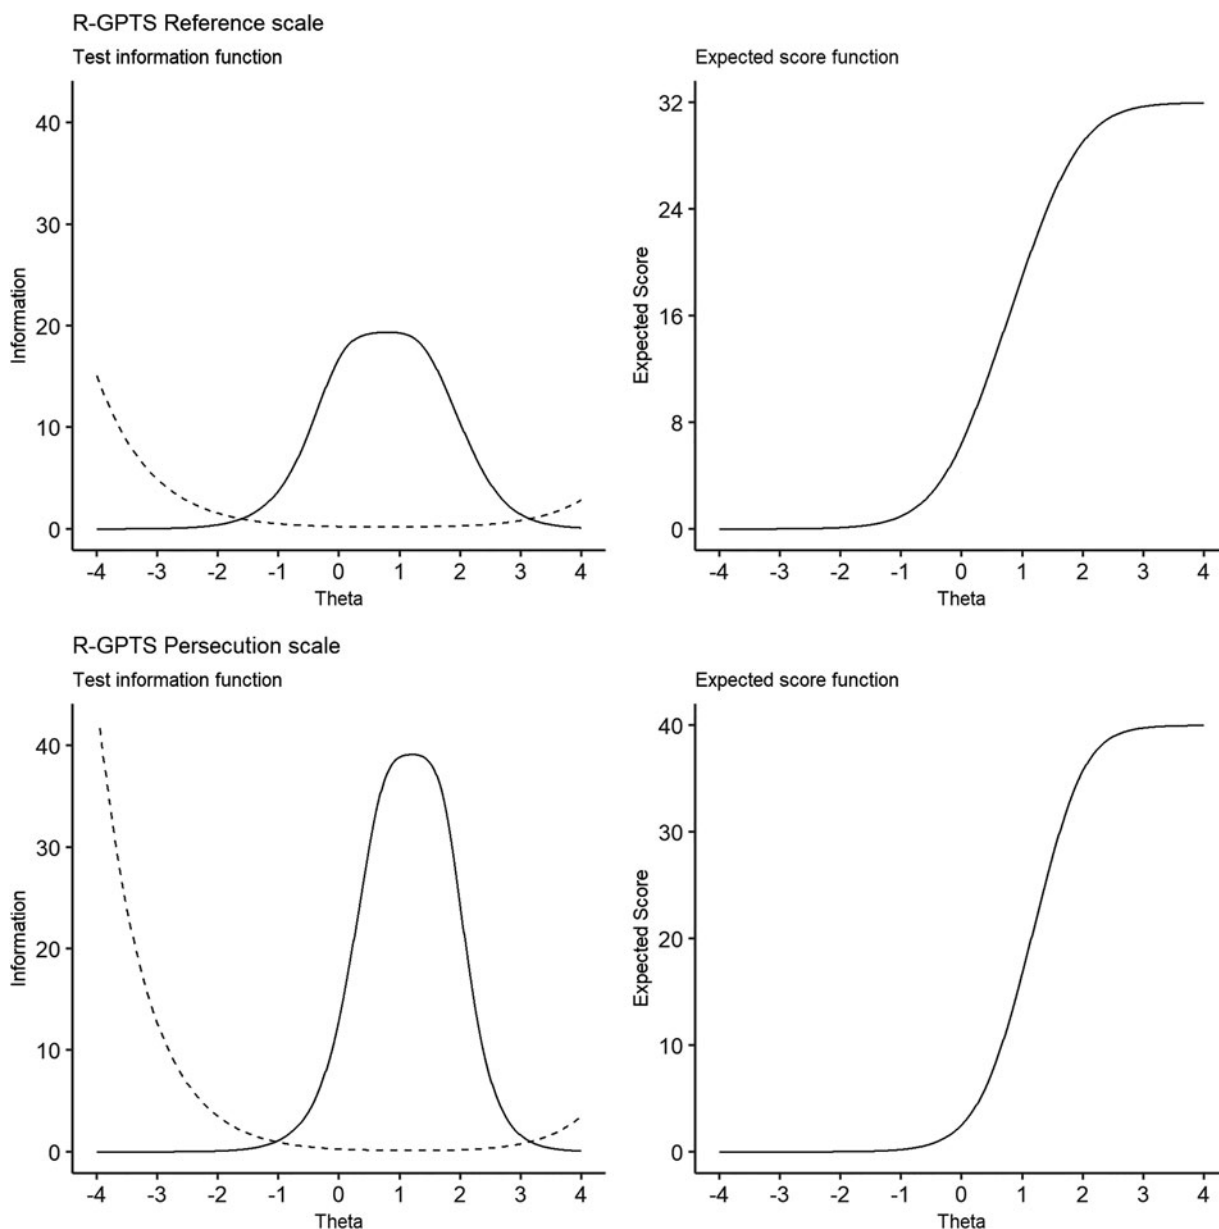 R-GPTS Reference scale
Test information function
Expected score function
40
30
20
10
0
Information
-4 -3 -2 -1 0 1 2 3 4
Theta
32
24
16
8
0
Expected Score
-4 -3 -2 -1 0 1 2 3 4
Theta
R-GPTS Persecution scale
Test information function
Expected score function
40
30
20
10
0
Information
-4 -3 -2 -1 0 1 2 3 4
Theta
40
30
20
10
0
Expected Score
-4 -3 -2 -1 0 1 2 3 4
Theta